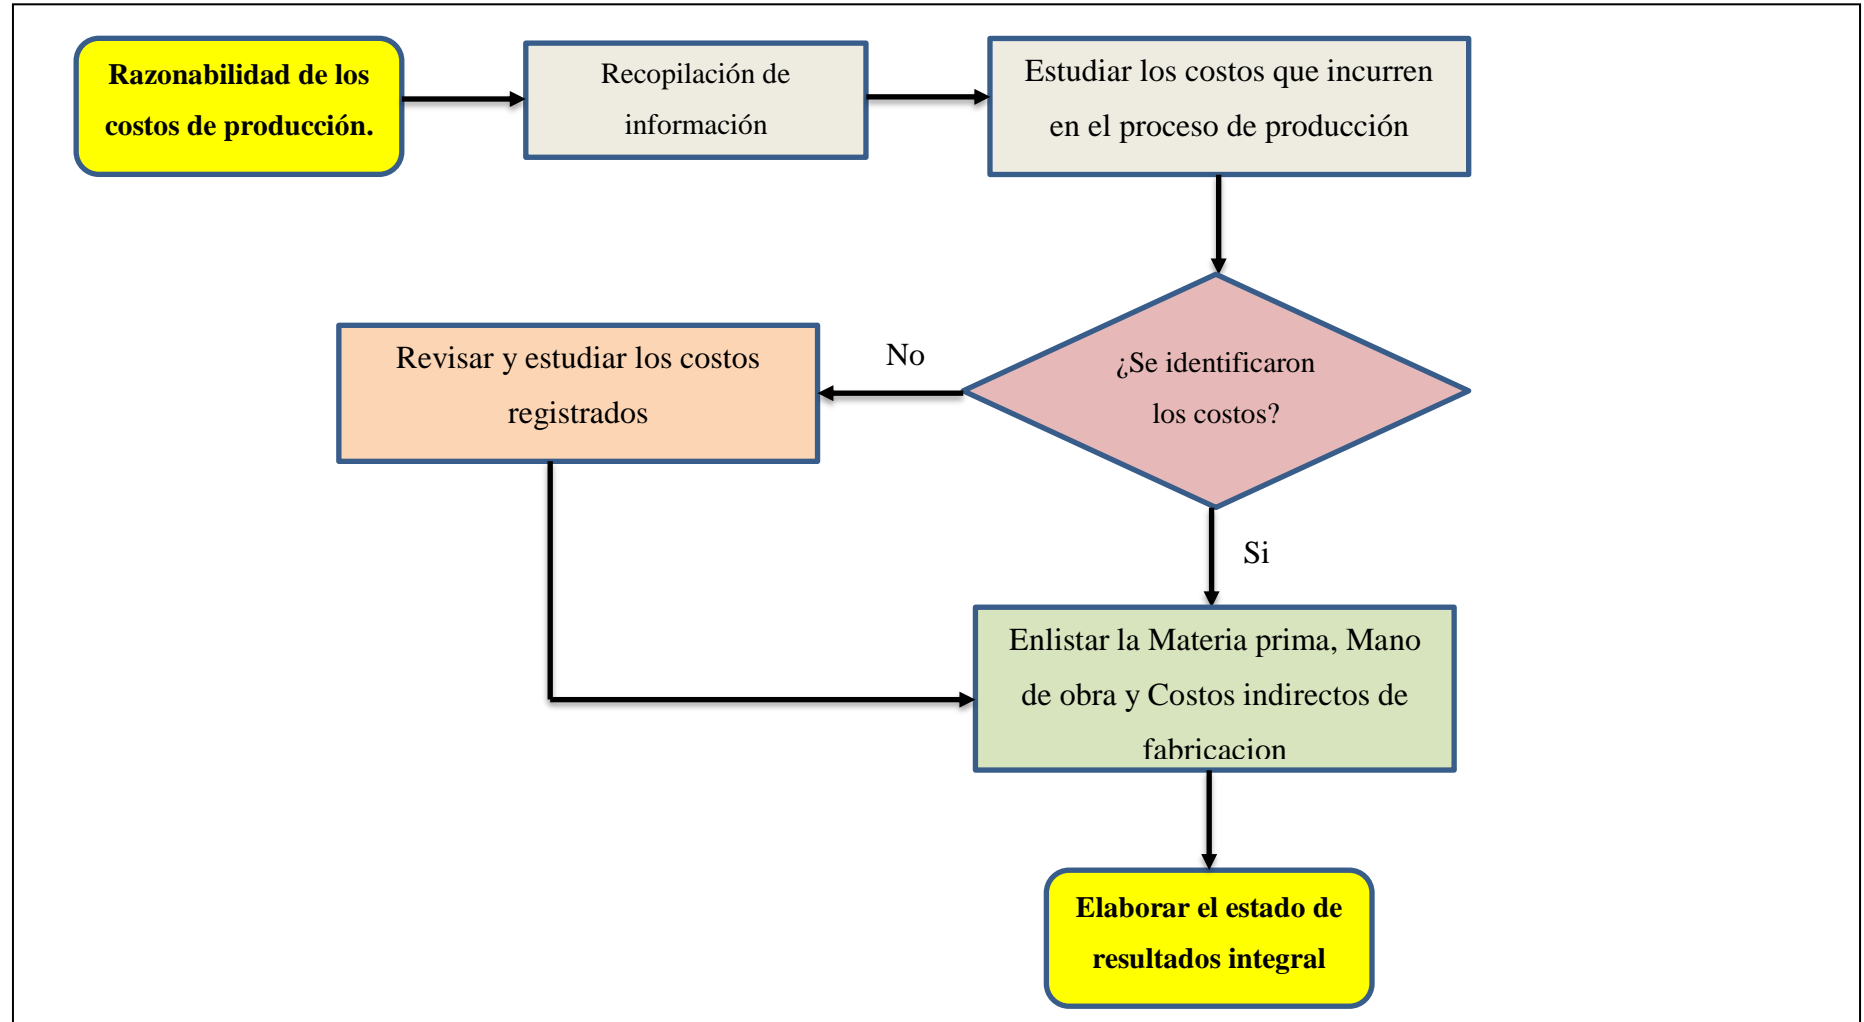 Razonabilidad de los
costos de producción.
Recopilación de
información
Estudiar los costos que incurren
en el proceso de producción
¿Se identificaron
los costos?
No
Revisar y estudiar los costos
registrados
Si
Enlistar la Materia prima, Mano
de obra y Costos indirectos de
fabricacion
Elaborar el estado de
resultados integral